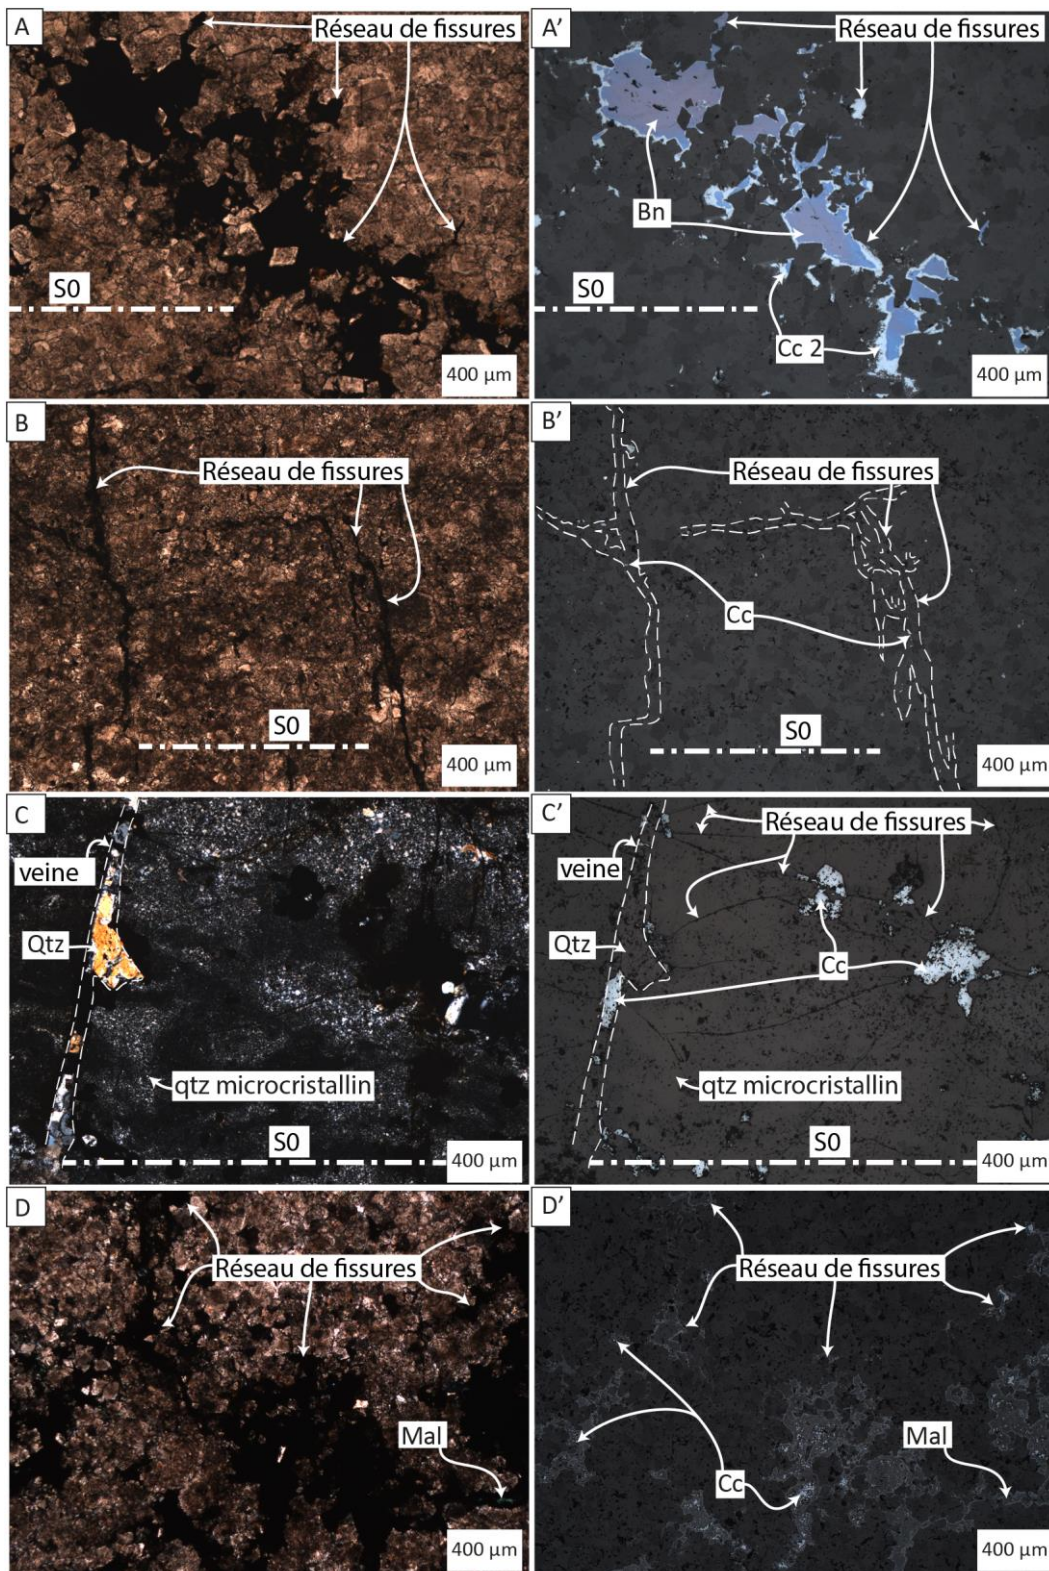 A
Réseau de fissures
S0
400 µm
A'
Réseau de fissures
Bn
S0
Cc 2
400 µm
B
Réseau de fissures
S0
400 µm
B'
Réseau de fissures
Cc
S0
400 µm
C
veine
Qtz
qtz microcristallin
S0
400 µm
C'
Réseau de fissures
veine
Qtz
Cc
qtz microcristallin
S0
400 µm
D
Réseau de fissures
Mal
400 µm
D'
Réseau de fissures
Mal
Cc
400 µm